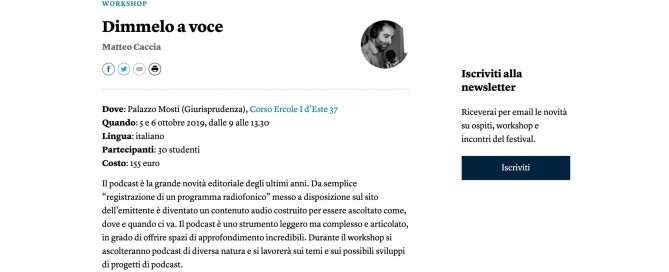 WORKSHOP
Dimmelo a voce
Matteo Caccia
Dove: Palazzo Mosti (Giurisprudenza), Corso Ercole I d'Este 37
Quando: 5 e 6 ottobre 2019, dalle 9 alle 13.30
Lingua: italiano
Partecipanti: 30 studenti
Costo: 155 euro
Il podcast è la grande novità editoriale degli ultimi anni. Da semplice
“registrazione di un programma radiofonico” messo a disposizione sul sito
dell'emittente è diventato un contenuto audio costruito per essere ascoltato come,
dove e quando ci va. Il podcast è uno strumento leggero ma complesso e articolato,
in grado di offrire spazi di approfondimento incredibili. Durante il workshop si
ascolteranno podcast di diversa natura e si lavorerà sui temi e sui possibili sviluppi
di progetti di podcast.
Iscriviti alla
newsletter
Riceverai per email le novità
su ospiti, workshop e
incontri del festival.
Iscriviti